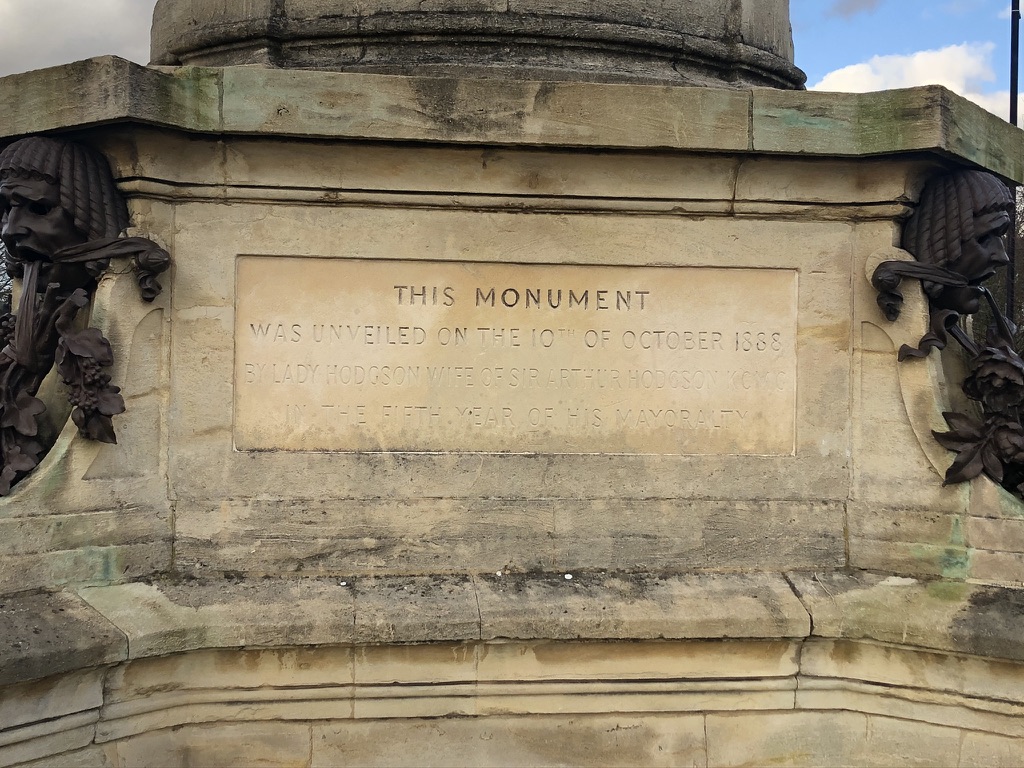 THIS MONUMENT
WAS UNVEILED ON THE 10TH OF OCTOBER 1888
BY LADY HODGSON WIFE OF SIR ARTHUR HODGSON K.C.M.G
IN THE FIFTH YEAR OF HIS MAYORALTY